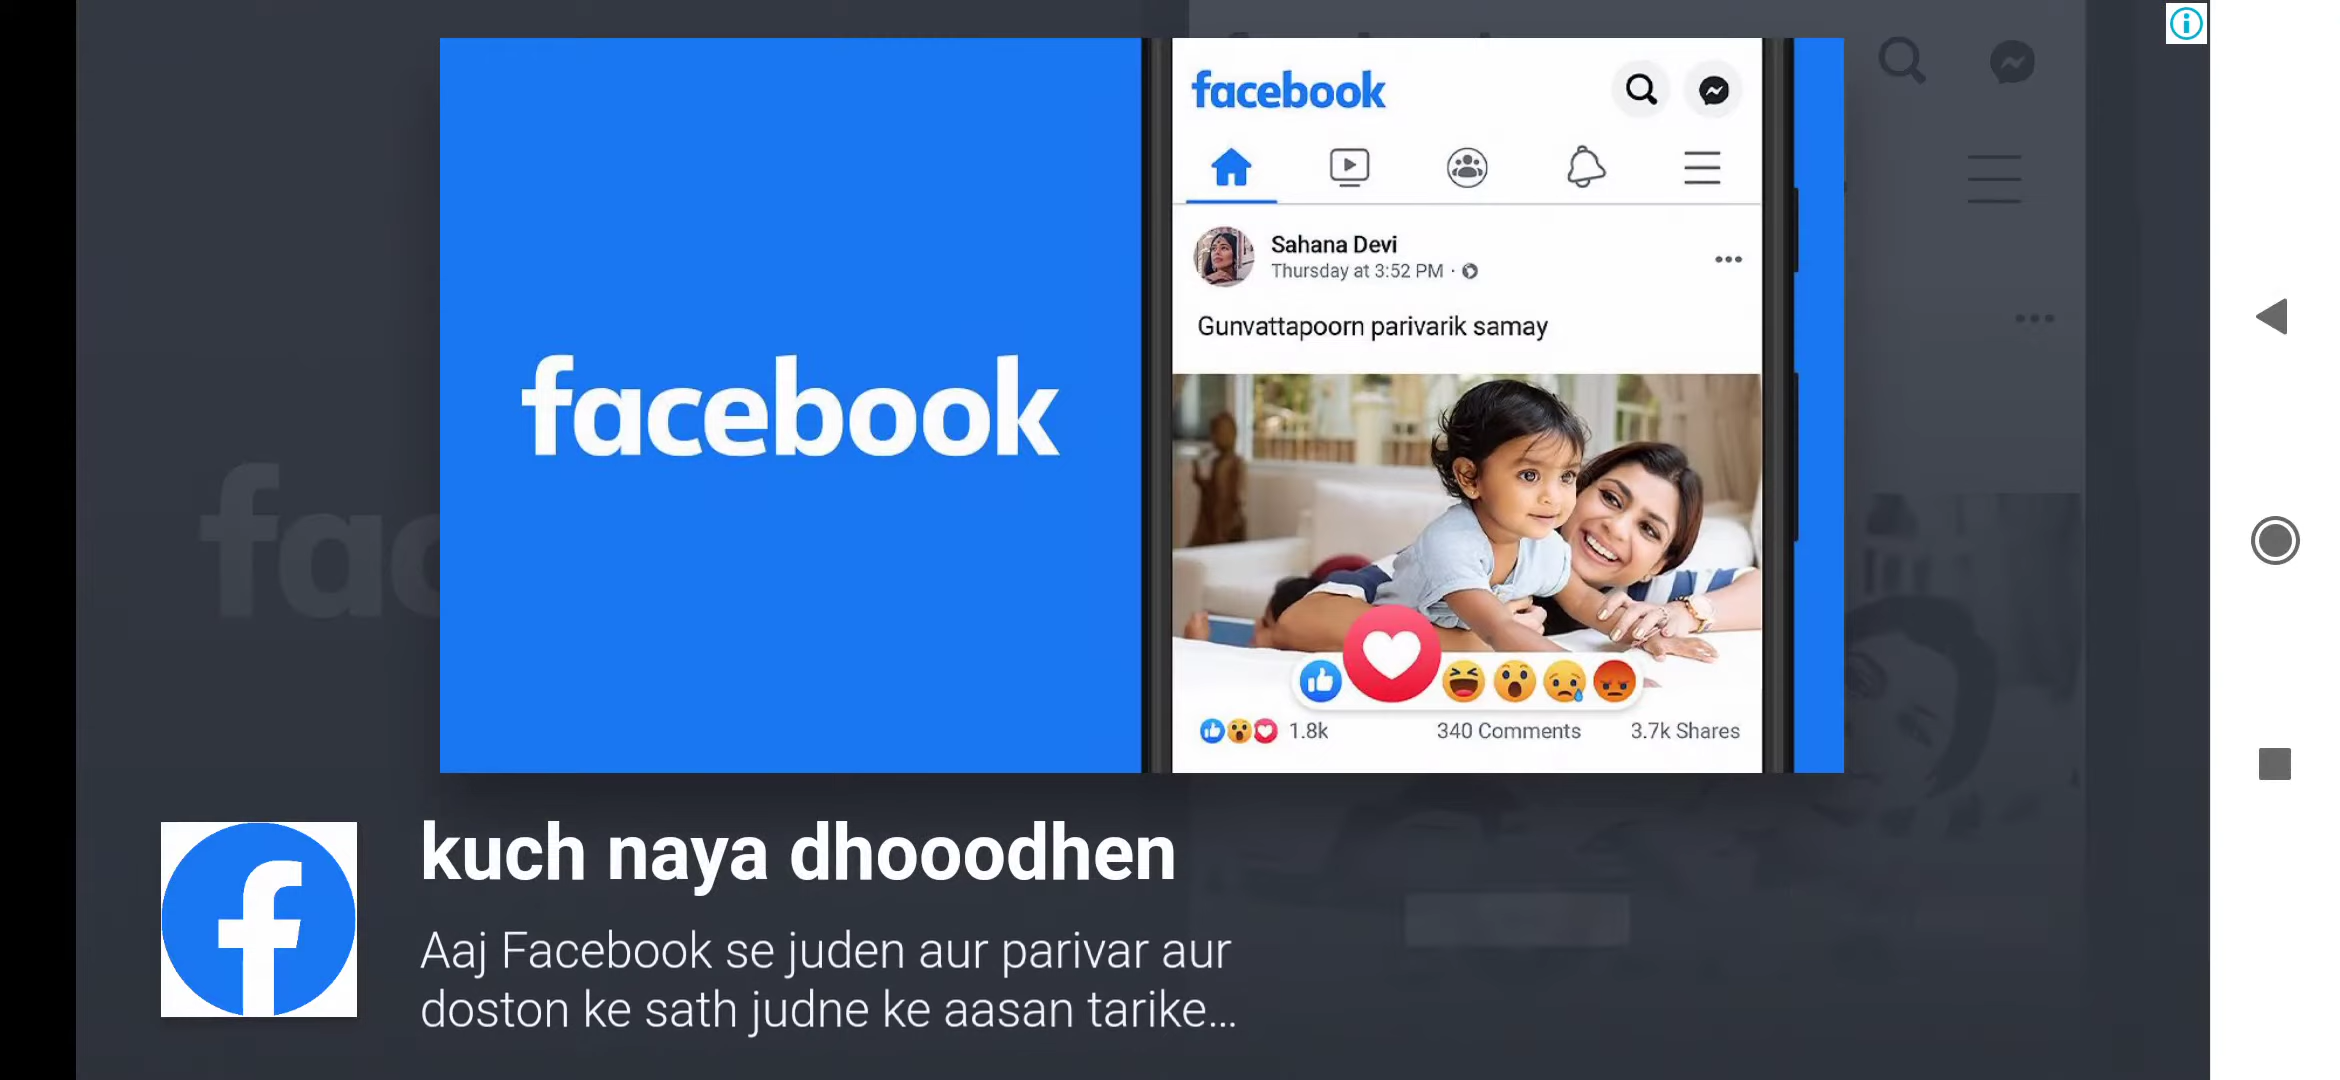 facebook
facebook
Sahana Devi
Thursday at 3:52 PM ·
Gunvattapoorn parivarik samay
1.8k 340 Comments 3.7k Shares
fac
kuch naya dhooodhen
Aaj Facebook se juden aur parivar aur
doston ke sath judne ke aasan tarike...